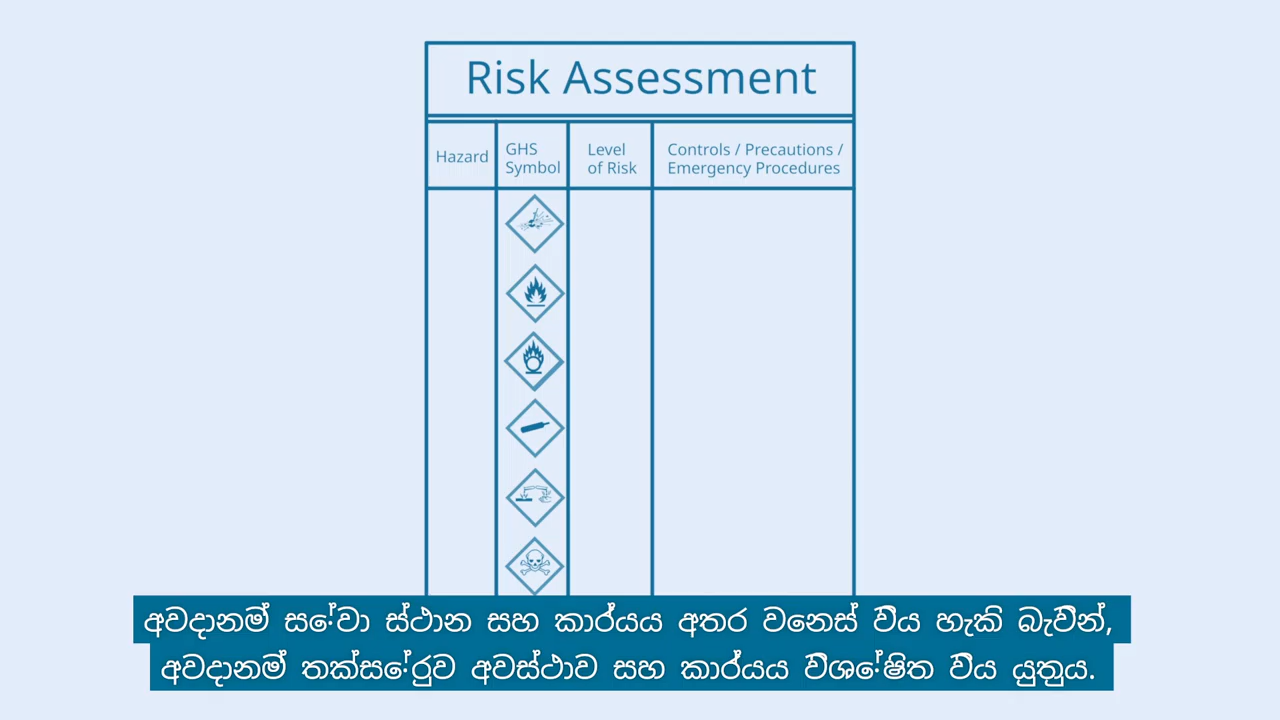 Risk Assessment
Hazard
GHS
Symbol
Level
of Risk
Controls / Precautions /
Emergency Procedures
අවදානම් සේවා ස්ථාන සහ කාර්යය අතර වෙනස් විය හැකි බැවින්,
අවදානම් තක්සේරුව අවස්ථාව සහ කාර්යය විශේෂිත විය යුතුය.